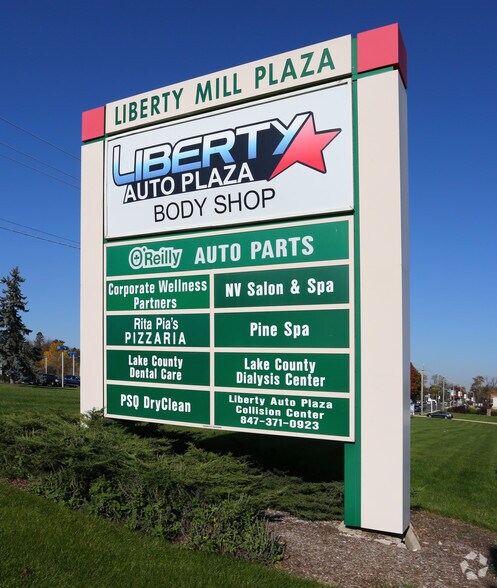 LIBERTY MILL PLAZA
LIBERTY
AUTO PLAZA
BODY SHOP
O'Reilly AUTO PARTS
Corporate Wellness
Partners
NV Salon & Spa
Rita Pia's
PIZZARIA
Pine Spa
Lake County
Dental Care
Lake County
Dialysis Center
PSQ DryClean
Liberty Auto Plaza
Collision Center
847-371-0923